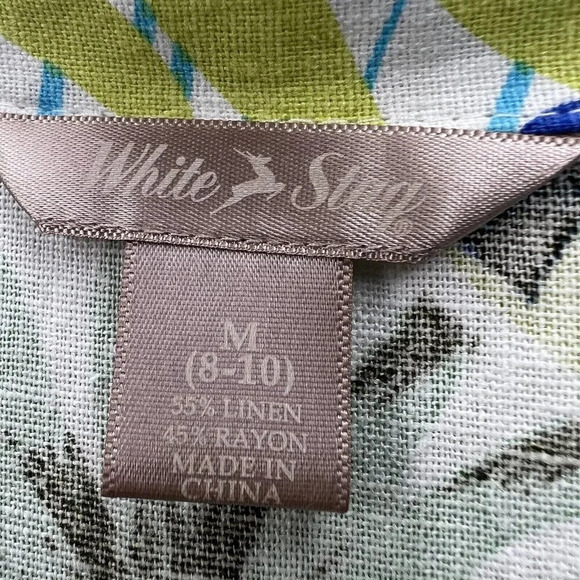 White Stag®
M
(8-10)
55% LINEN
45% RAYON
MADE IN
CHINA